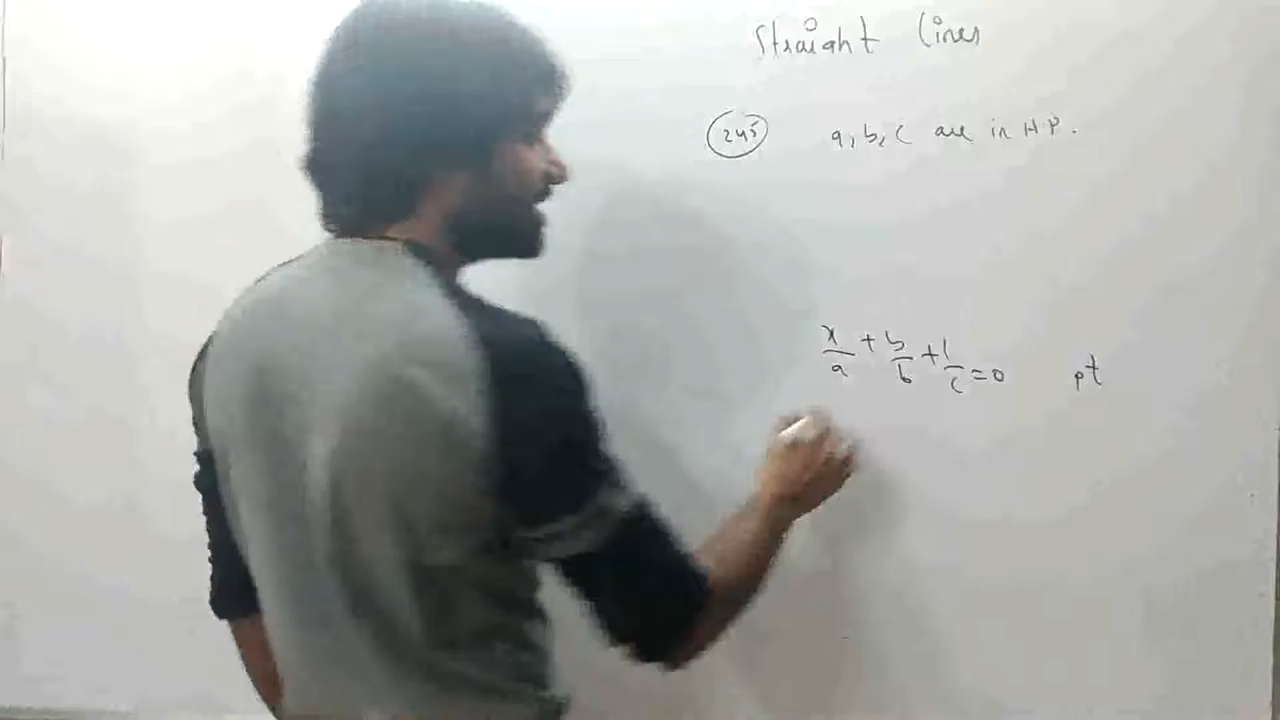 Straight lines
245 a, b, c are in H.P.
x/a + y/b + 1/c = 0 pt